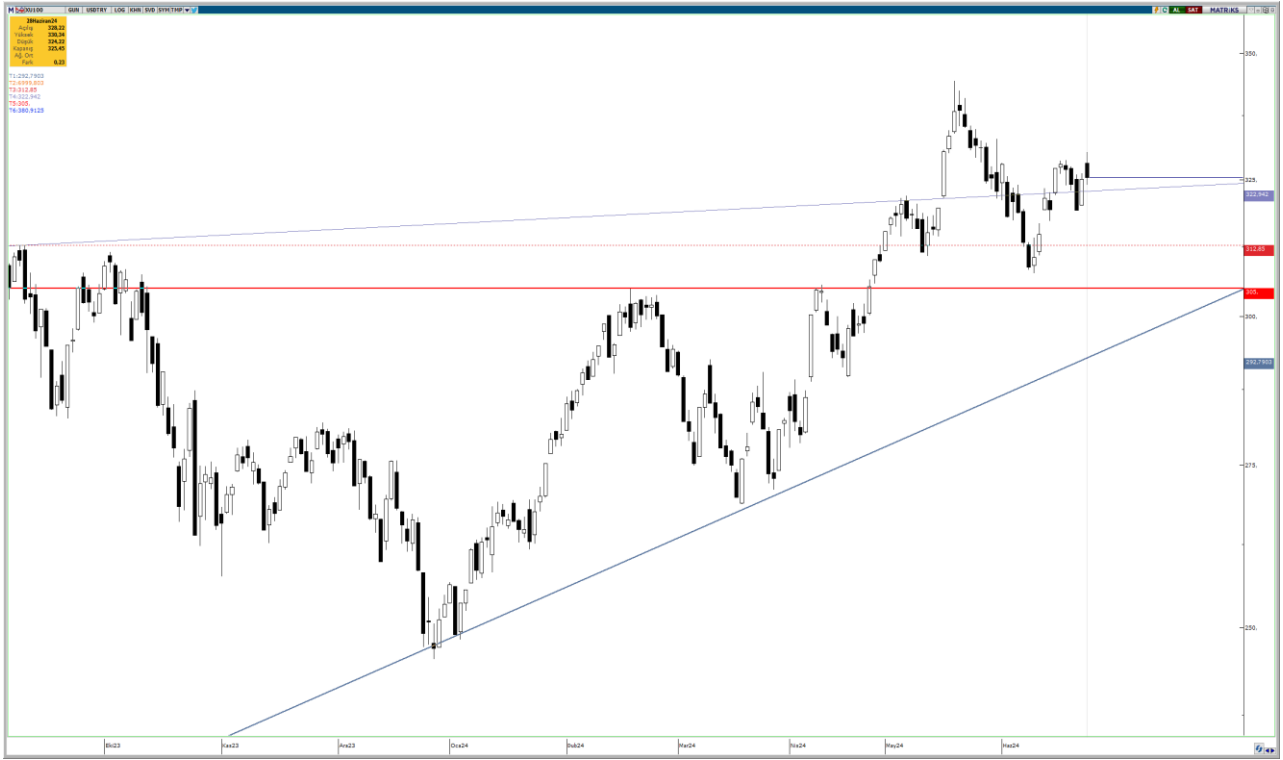 M XU100 GUN USDTRY LOG KHN SVD SYM TMP AL SAT MATRIKS
28Haziran24
Açılış 328,22
Yüksek 330,34
Düşük 324,23
Kapanış 325,45
Ağ. Ort
Fark 0,23
T1:292,7903
T3:312,85
T4:322,942
T5:305.
T6:380,9125
350.
325.
322,942
312,85
305.
300.
292,7903
275.
250.
Eki23 Kas23 Ara23 Oca24 Şub24 Mar24 Nis24 May24 Haz24